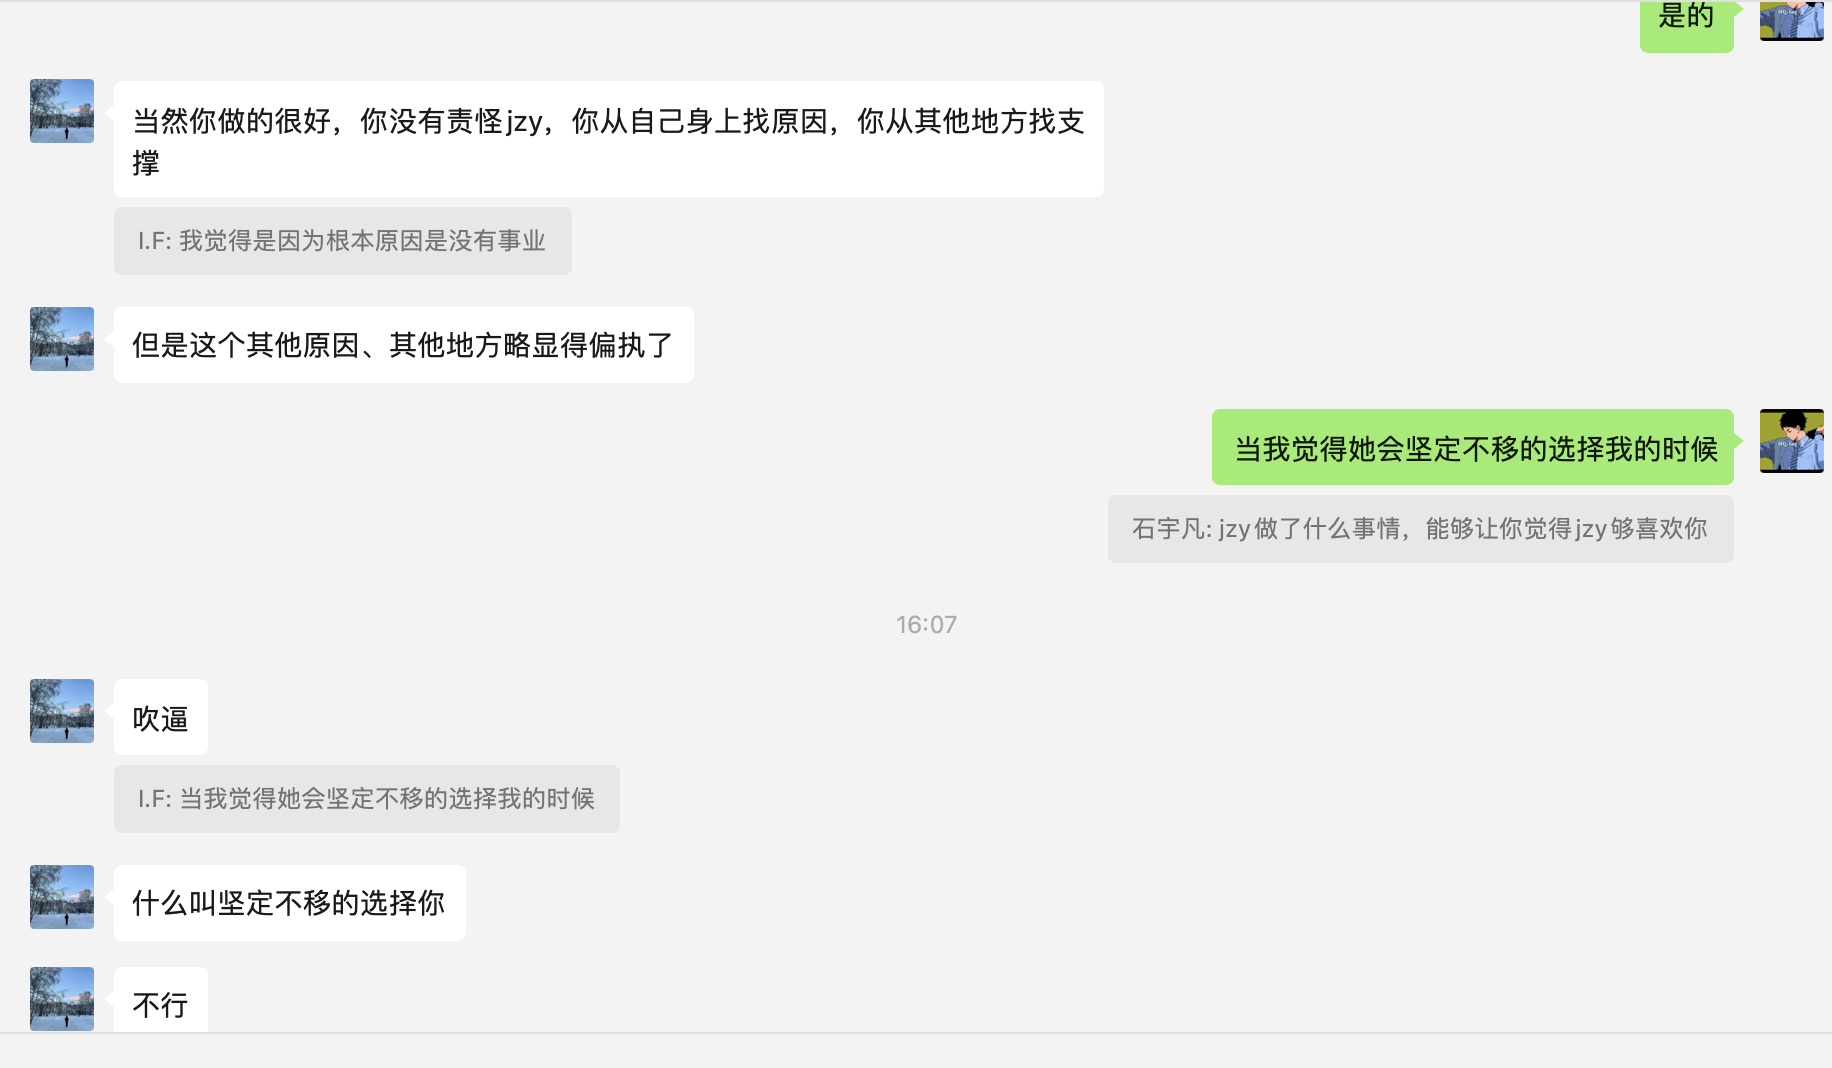 是的
当然你做的很好，你没有责怪jzy，你从自己身上找原因，你从其他地方找支
撑
I.F: 我觉得是因为根本原因是没有事业
但是这个其他原因、其他地方略显得偏执了
当我觉得她会坚定不移的选择我的时候
石宇凡: jzy做了什么事情，能够让你觉得jzy够喜欢你
16:07
吹逼
I.F: 当我觉得她会坚定不移的选择我的时候
什么叫坚定不移的选择你
不行